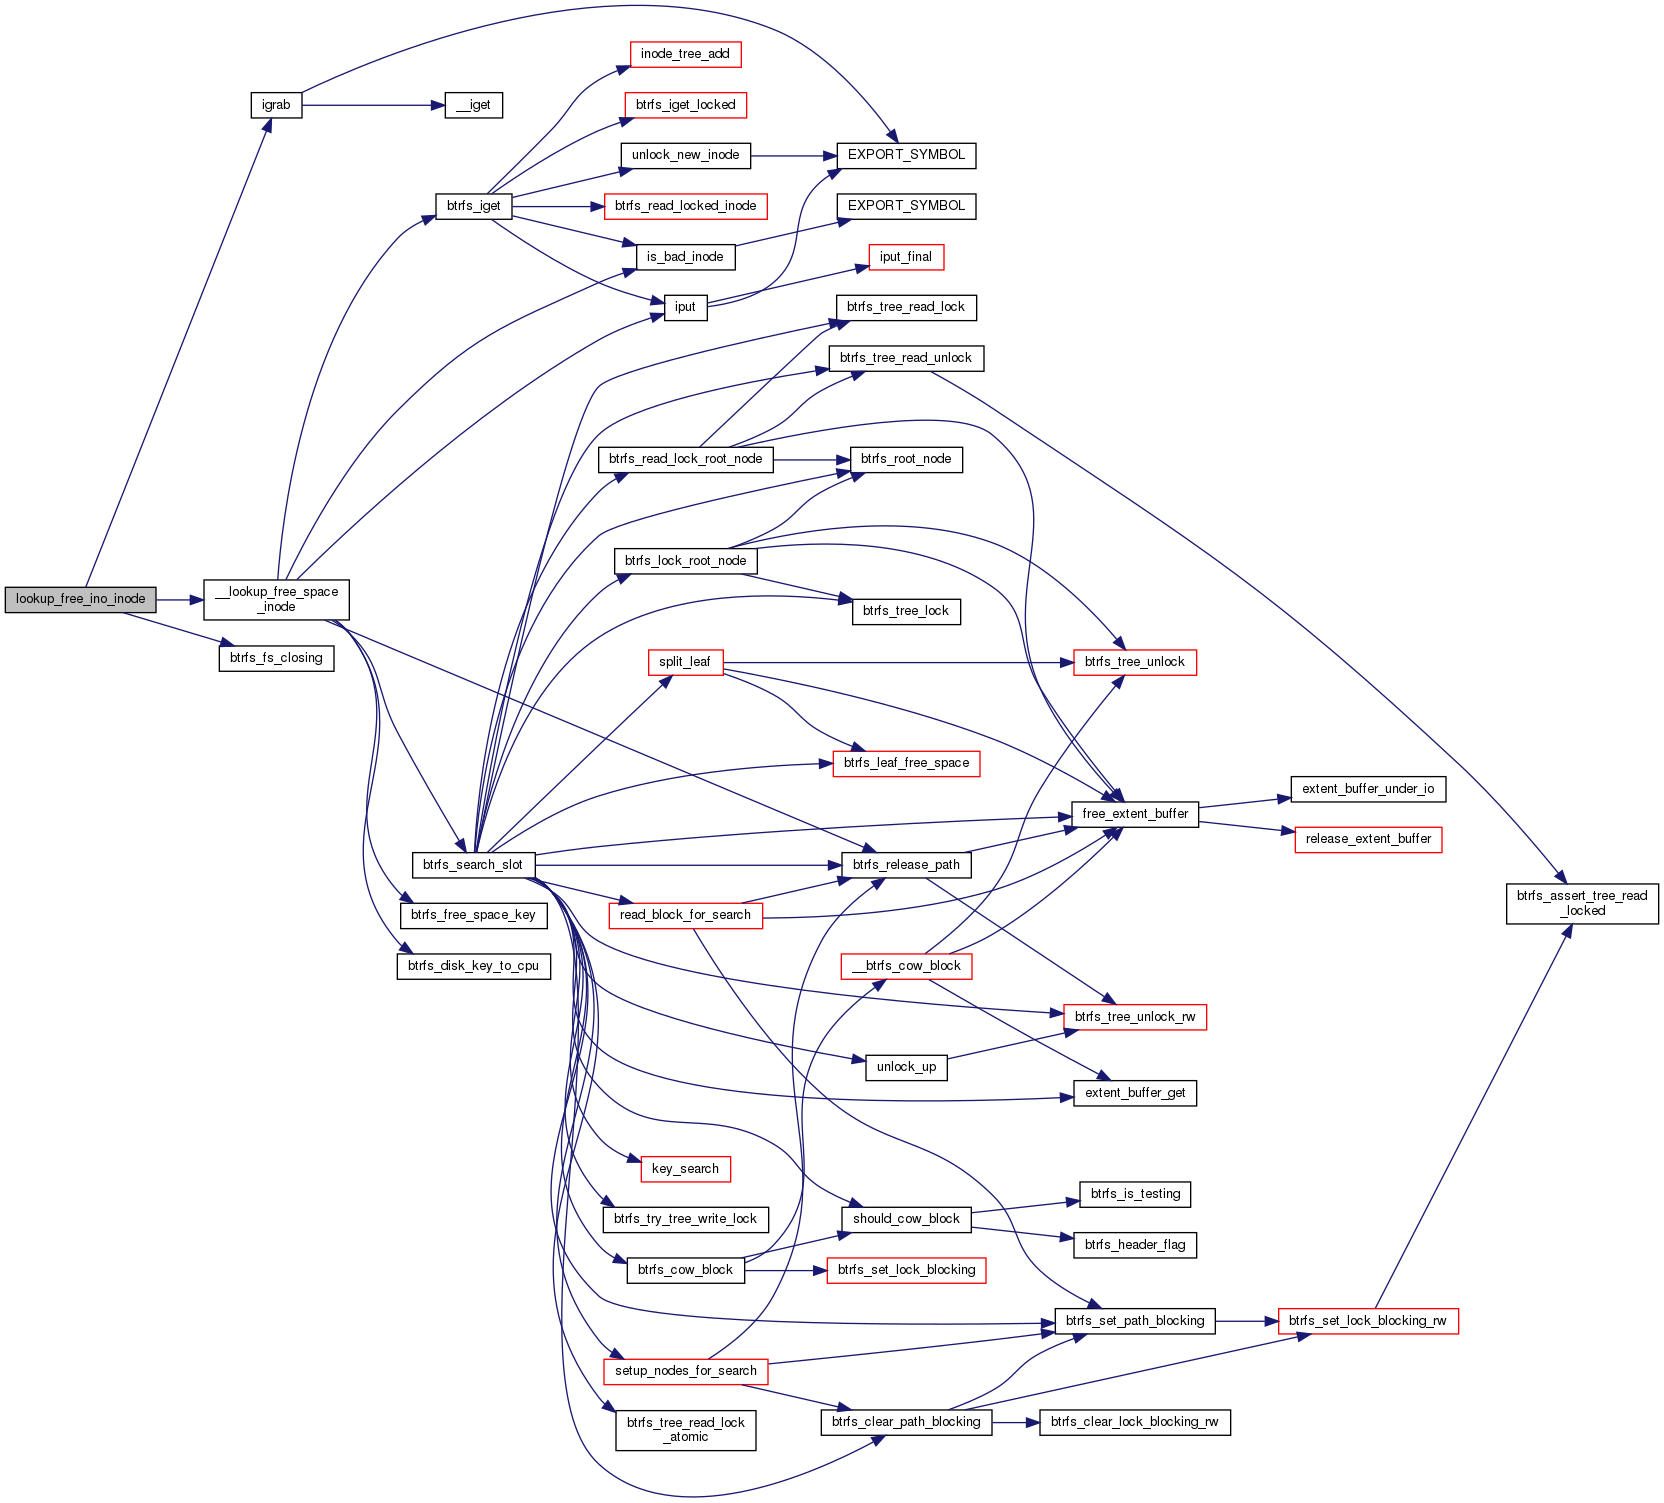 inode_tree_add
igrab
__iget
btrfs_iget_locked
unlock_new_inode
EXPORT_SYMBOL
btrfs_iget
btrfs_read_locked_inode
EXPORT_SYMBOL
is_bad_inode
iput_final
iput
btrfs_tree_read_lock
btrfs_tree_read_unlock
btrfs_read_lock_root_node
btrfs_root_node
btrfs_lock_root_node
lookup_free_ino_inode
__lookup_free_space
_inode
btrfs_tree_lock
btrfs_fs_closing
split_leaf
btrfs_tree_unlock
btrfs_leaf_free_space
extent_buffer_under_io
free_extent_buffer
release_extent_buffer
btrfs_search_slot
btrfs_release_path
btrfs_assert_tree_read
_locked
btrfs_free_space_key
read_block_for_search
btrfs_disk_key_to_cpu
__btrfs_cow_block
btrfs_tree_unlock_rw
unlock_up
extent_buffer_get
key_search
btrfs_is_testing
btrfs_try_tree_write_lock
should_cow_block
btrfs_header_flag
btrfs_cow_block
btrfs_set_lock_blocking
btrfs_set_path_blocking
btrfs_set_lock_blocking_rw
setup_nodes_for_search
btrfs_tree_read_lock
_atomic
btrfs_clear_path_blocking
btrfs_clear_lock_blocking_rw